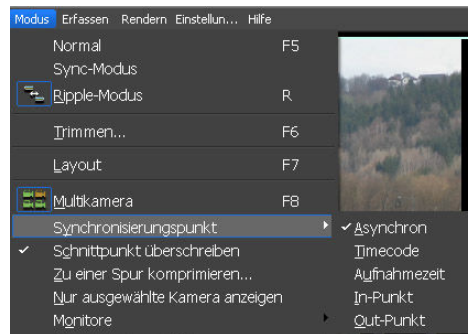 Modus Erfassen Rendern Einstellun... Hilfe
Normal F5
Sync-Modus
Ripple-Modus R
Trimmen... F6
Layout F7
Multikamera F8
Synchronisierungspunkt
Schnittpunkt überschreiben
Zu einer Spur komprimieren...
Nur ausgewählte Kamera anzeigen
Monitore
Asynchron
Timecode
Aufnahmezeit
In-Punkt
Out-Punkt